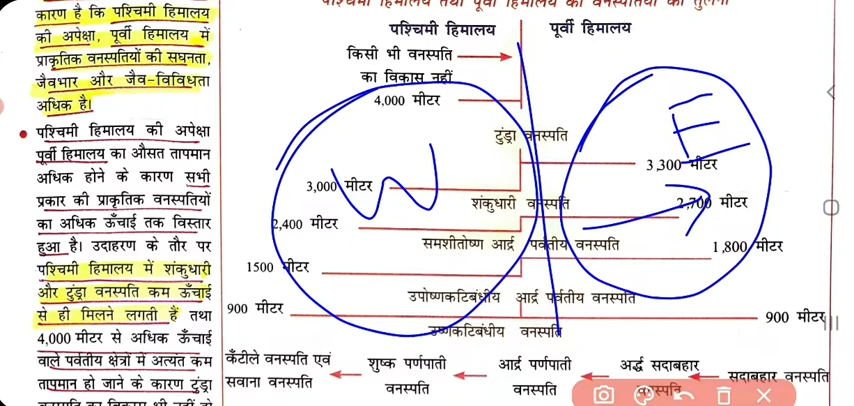 पश्चिमी हिमालय तथा पूर्वी हिमालय की वनस्पतियों की तुलना
कारण है कि पश्चिमी हिमालय
की अपेक्षा, पूर्वी हिमालय में
प्राकृतिक वनस्पतियों की सघनता,
जैवभार और जैव-विविधता
अधिक है।
• पश्चिमी हिमालय की अपेक्षा
पूर्वी हिमालय का औसत तापमान
अधिक होने के कारण सभी
प्रकार की प्राकृतिक वनस्पतियों
का अधिक ऊँचाई तक विस्तार
हुआ है। उदाहरण के तौर पर
पश्चिमी हिमालय में शंकुधारी
और टुंड्रा वनस्पति कम ऊँचाई
से ही मिलने लगती हैं तथा
4,000 मीटर से अधिक ऊँचाई
वाले पर्वतीय क्षेत्रों में अत्यंत कम
तापमान हो जाने के कारण टुंड्रा
पश्चिमी हिमालय पूर्वी हिमालय
किसी भी वनस्पति
का विकास नहीं
4,000 मीटर
टुंड्रा वनस्पति
3,300 मीटर
3,000 मीटर
शंकुधारी वनस्पति 2,700 मीटर
2,400 मीटर
समशीतोष्ण आर्द्र पर्वतीय वनस्पति 1,800 मीटर
1500 मीटर
उपोष्णकटिबंधीय आर्द्र पर्वतीय वनस्पति
900 मीटर 900 मीटर
उष्णकटिबंधीय वनस्पति
कँटीले वनस्पति एवं
सवाना वनस्पति
शुष्क पर्णपाती
वनस्पति
आर्द्र पर्णपाती
वनस्पति
अर्द्ध सदाबहार
वनस्पति
सदाबहार वनस्पति
W
E